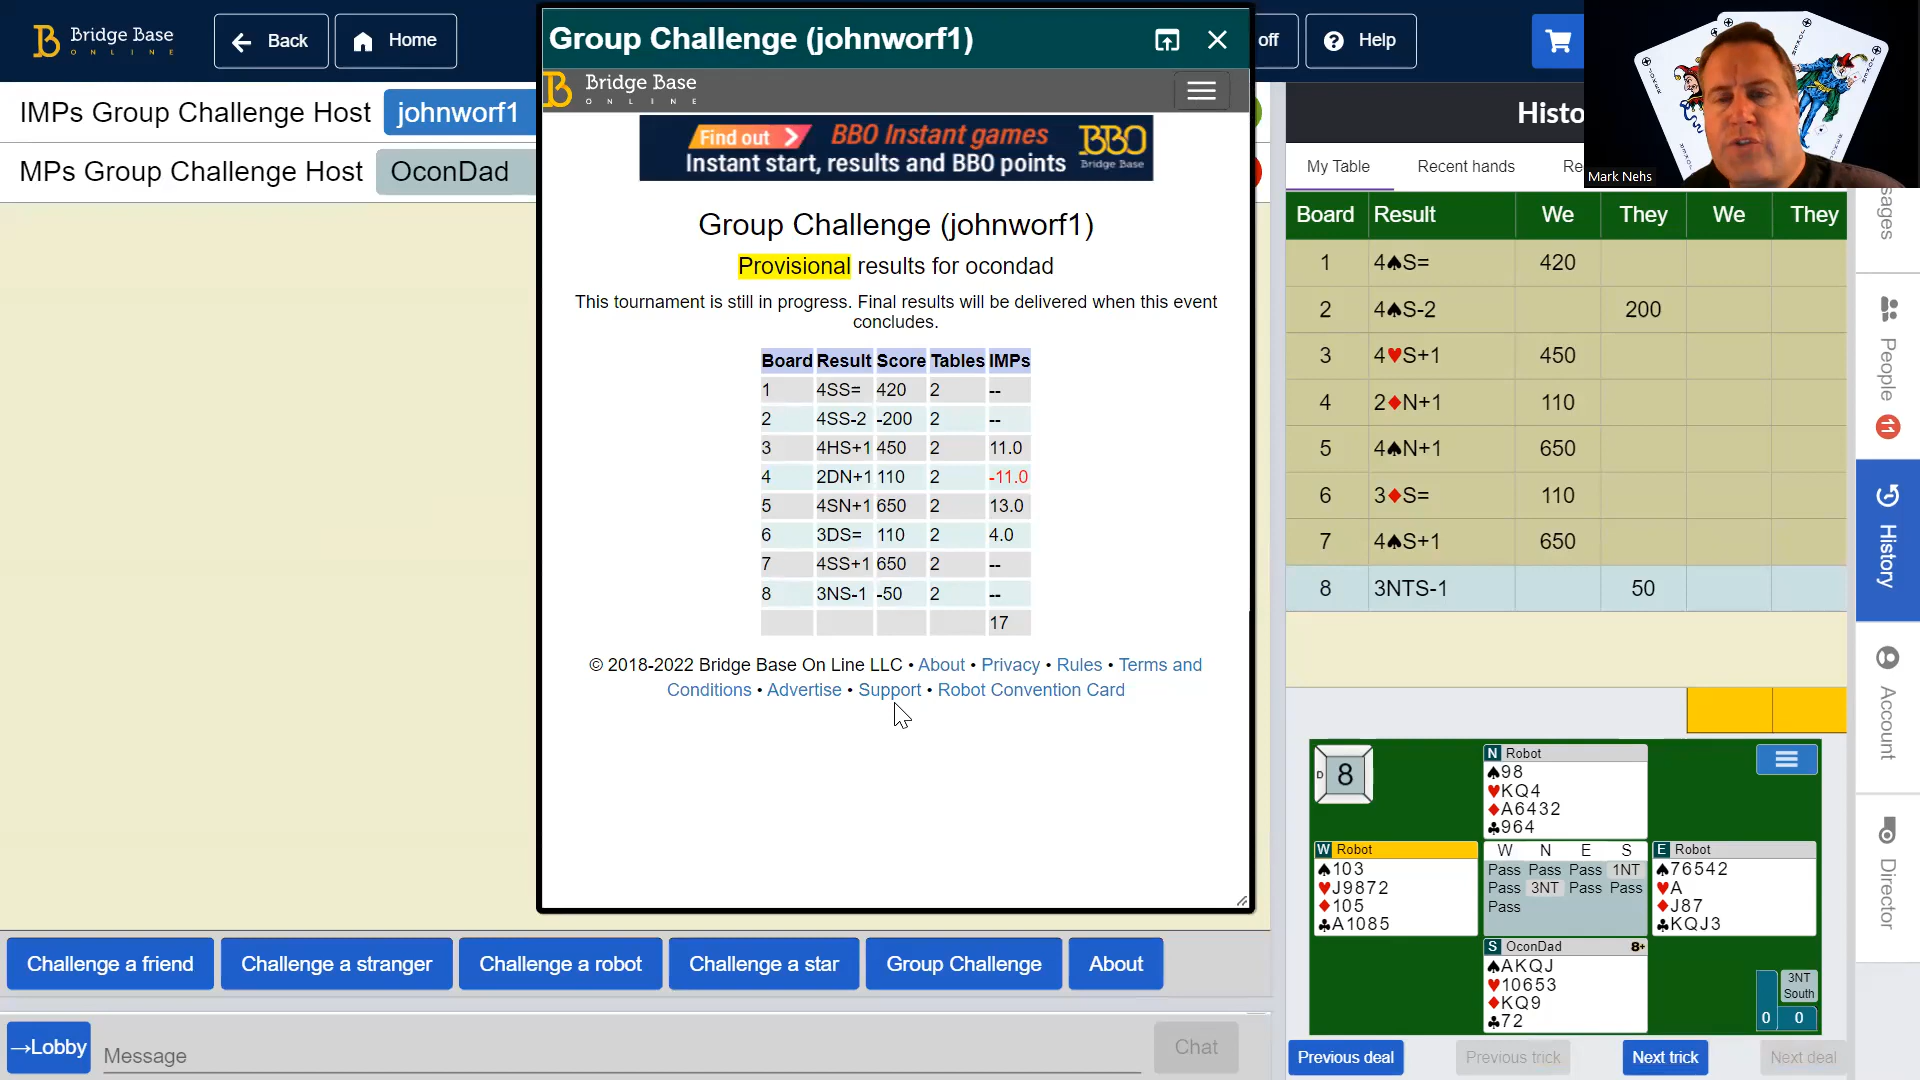 Bridge Base
ONLINE
Back
Home
Group Challenge (johnworf1)
off
Help
IMPs Group Challenge Host johnworf1
MPs Group Challenge Host OconDad
Bridge Base
ONLINE
Find out BBO Instant games
Instant start, results and BBO points
BBO
Bridge Base
Group Challenge (johnworf1)
Provisional results for ocondad
This tournament is still in progress. Final results will be delivered when this event
concludes.
Board Result Score Tables IMPs
1 4SS= 420 2 --
2 4SS-2 -200 2 --
3 4HS+1 450 2 11.0
4 2DN+1 110 2 -11.0
5 4SN+1 650 2 13.0
6 3DS= 110 2 4.0
7 4SS+1 650 2 --
8 3NS-1 -50 2 --
17
© 2018-2022 Bridge Base On Line LLC • About • Privacy • Rules • Terms and
Conditions • Advertise • Support • Robot Convention Card
Challenge a friend
Challenge a stranger
Challenge a robot
Challenge a star
Group Challenge
About
→Lobby
Message
Chat
Histo
Mark Nehs
My Table
Recent hands
Re
Board Result We They We They
1 4♠S= 420
2 4♠S-2 200
3 4♥S+1 450
4 2♦N+1 110
5 4♠N+1 650
6 3♦S= 110
7 4♠S+1 650
8 3NTS-1 50
D 8
N Robot
♠98
♥KQ4
♦A6432
♣964
W Robot
♠103
♥J9872
♦105
♣A1085
W N E S
Pass Pass Pass 1NT
Pass 3NT Pass Pass
Pass
E Robot
♠76542
♥A
♦J87
♣KQJ3
S OconDad 8+
♠AKQJ
♥10653
♦KQ9
♣72
3NT
South
0 0
Previous deal
Previous trick
Next trick
Next deal
sages
People
11
History
Account
Director